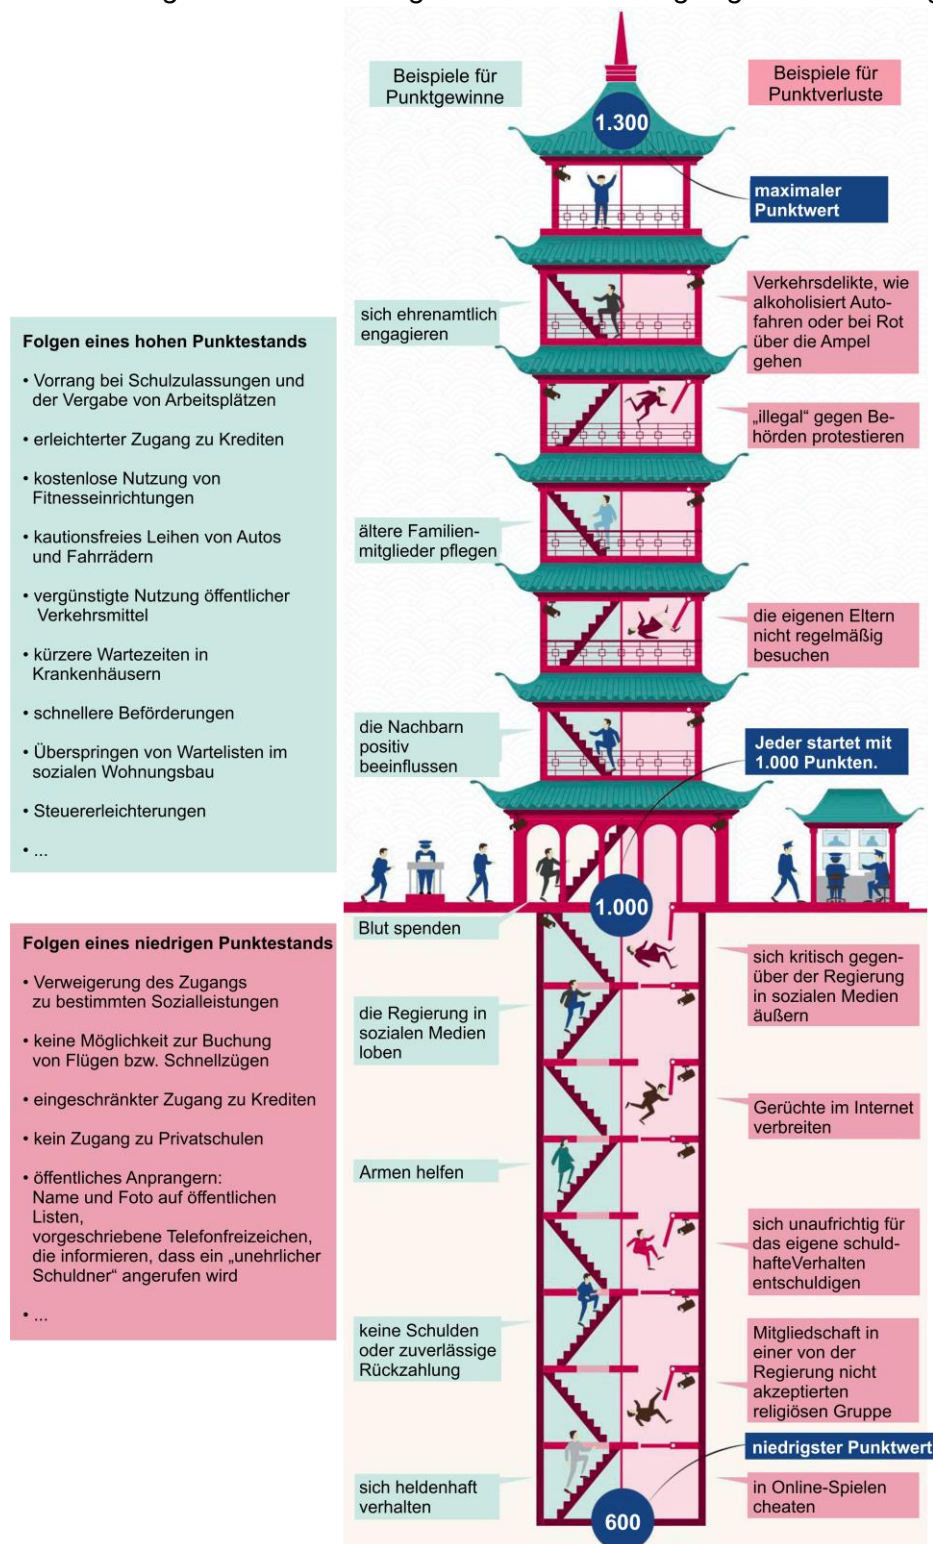 Beispiele für
Punktgewinne
Beispiele für
Punktverluste
1.300
maximaler
Punktwert
sich ehrenamtlich
engagieren
Verkehrsdelikte, wie
alkoholisiert Auto-
fahren oder bei Rot
über die Ampel
gehen
„illegal“ gegen Be-
hörden protestieren
ältere Familien-
mitglieder pflegen
die eigenen Eltern
nicht regelmäßig
besuchen
die Nachbarn
positiv
beeinflussen
Jeder startet mit
1.000 Punkten.
Blut spenden
1.000
sich kritisch gegen-
über der Regierung
in sozialen Medien
äußern
die Regierung in
sozialen Medien
loben
Gerüchte im Internet
verbreiten
Armen helfen
sich unaufrichtig für
das eigene schuld-
hafteVerhalten
entschuldigen
keine Schulden
oder zuverlässige
Rückzahlung
Mitgliedschaft in
einer von der
Regierung nicht
akzeptierten
religiösen Gruppe
niedrigster Punktwert
sich heldenhaft
verhalten
in Online-Spielen
cheaten
600
Folgen eines hohen Punktestands
• Vorrang bei Schulzulassungen und
der Vergabe von Arbeitsplätzen
• erleichterter Zugang zu Krediten
• kostenlose Nutzung von
Fitnesseinrichtungen
• kautionsfreies Leihen von Autos
und Fahrrädern
• vergünstigte Nutzung öffentlicher
Verkehrsmittel
• kürzere Wartezeiten in
Krankenhäusern
• schnellere Beförderungen
• Überspringen von Wartelisten im
sozialen Wohnungsbau
• Steuererleichterungen
• ...
Folgen eines niedrigen Punktestands
• Verweigerung des Zugangs
zu bestimmten Sozialleistungen
• keine Möglichkeit zur Buchung
von Flügen bzw. Schnellzügen
• eingeschränkter Zugang zu Krediten
• kein Zugang zu Privatschulen
• öffentliches Anprangern:
Name und Foto auf öffentlichen
Listen,
vorgeschriebene Telefonfreizeichen,
die informieren, dass ein „unehrlicher
Schuldner“ angerufen wird
• ...